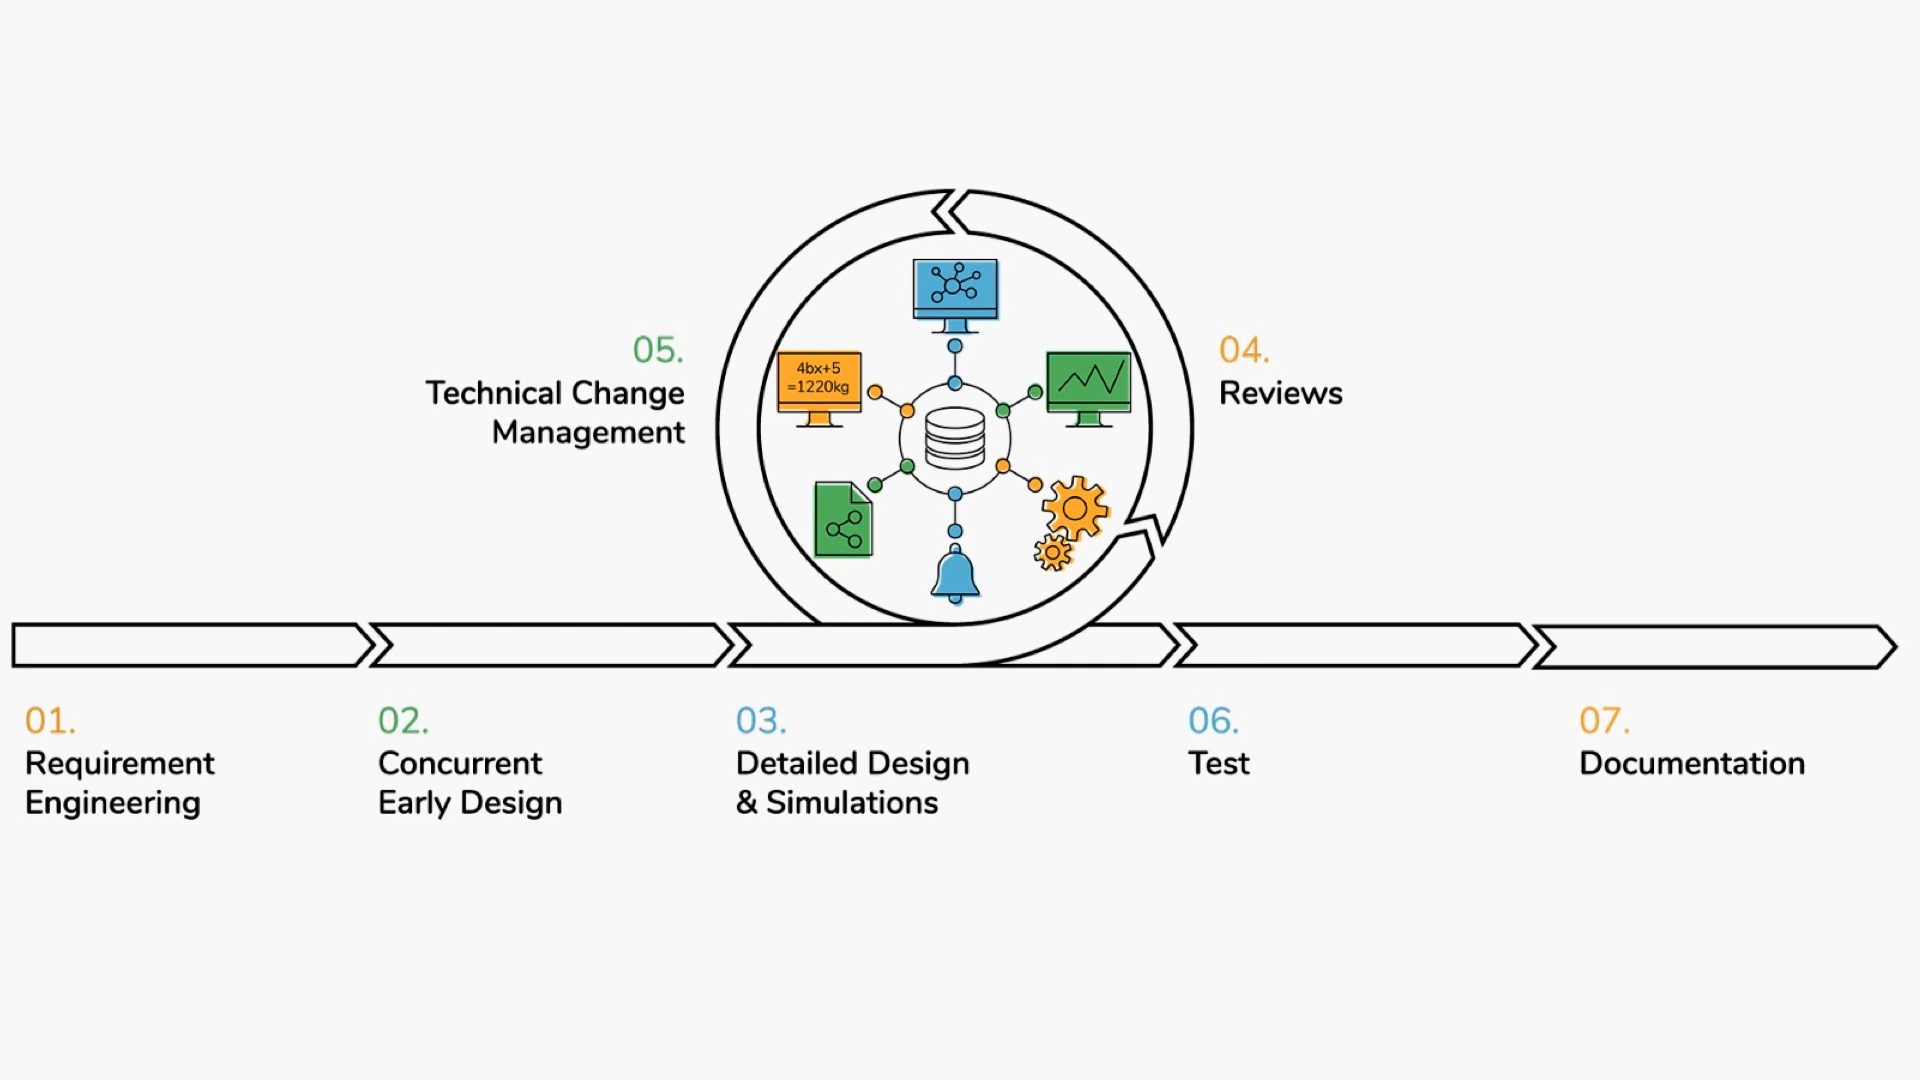 4bx+5
=1220kg
05.
Technical Change
Management
04.
Reviews
01.
Requirement
Engineering
02.
Concurrent
Early Design
03.
Detailed Design
& Simulations
06.
Test
07.
Documentation